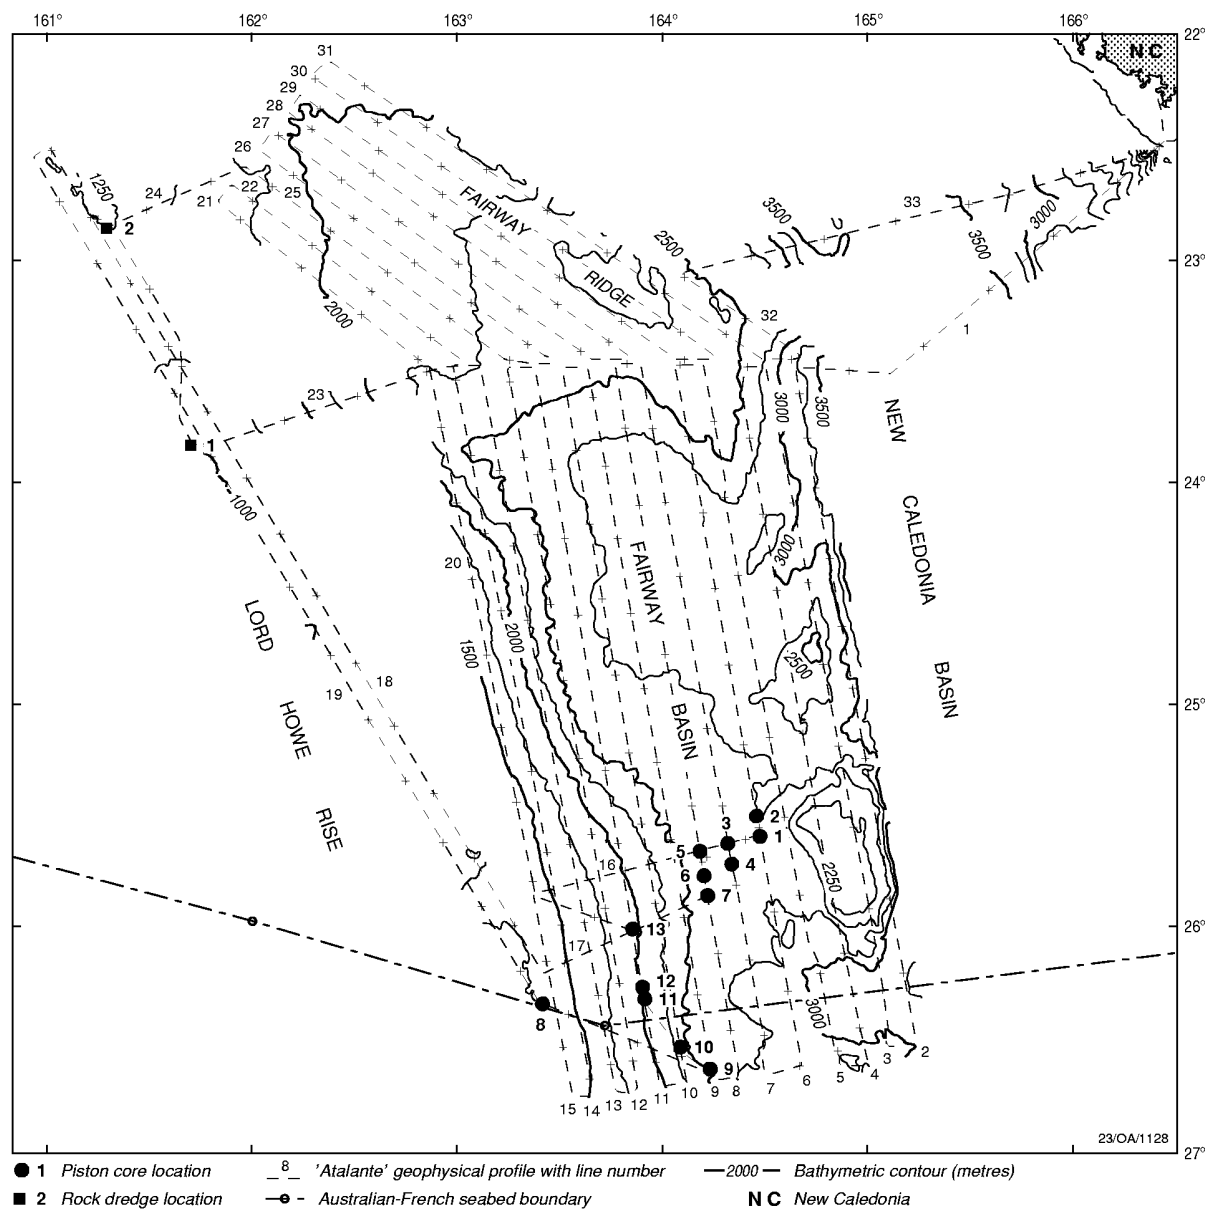 161° 162° 163° 164° 165° 166°
22°
N C
31
30
29
28
27
26
1250
24
22
25
21
2
FAIRWAY
3500
33
3000
2500
3500
23°
RIDGE
2000
32
1
23
3000
3500
NEW
1
1000
24°
CALEDONIA
20
3000
FAIRWAY
LORD
2000
1500
2500
BASIN
18
19
HOWE
BASIN
25°
RISE
3
2
1
5
16
4
6
2250
7
13
26°
17
12
11
3000
8
10
9
15 14 13 12 11 10 9 8 7 6 5 4 3 2
23/OA/1128
27°
1 Piston core location
8 'Atalante' geophysical profile with line number
2000 Bathymetric contour (metres)
2 Rock dredge location
Australian-French seabed boundary
N C New Caledonia